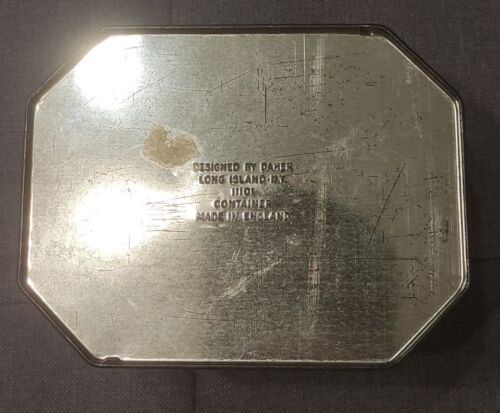 DESIGNED BY DAHER
LONG ISLAND·N.Y.
11101
CONTAINER
MADE IN ENGLAND